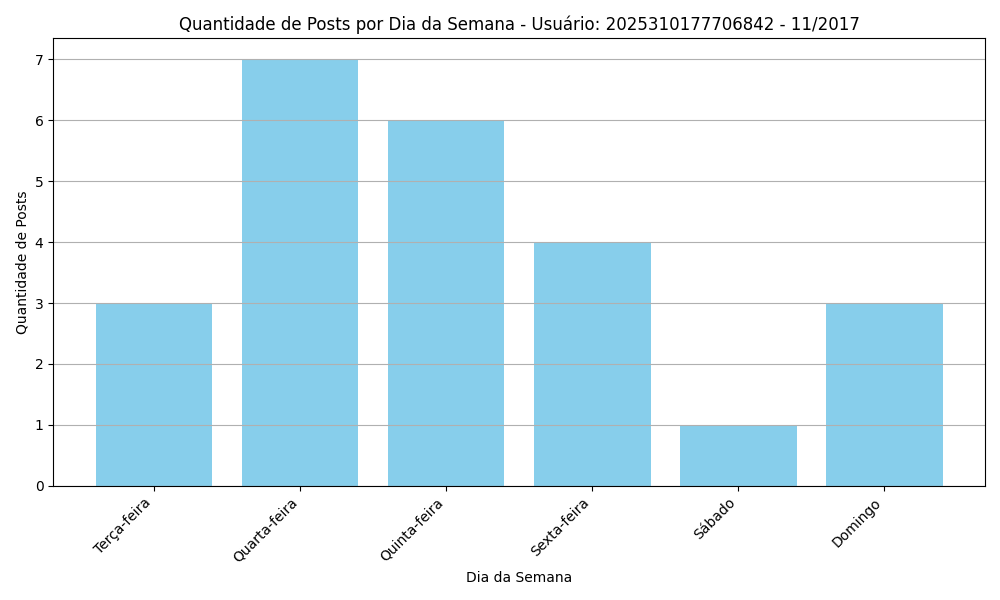 Quantidade de Posts por Dia da Semana - Usuário: 2025310177706842 - 11/2017
Quantidade de Posts
7
6
5
4
3
2
1
0
Terça-feira
Quarta-feira
Quinta-feira
Sexta-feira
Sábado
Domingo
Dia da Semana